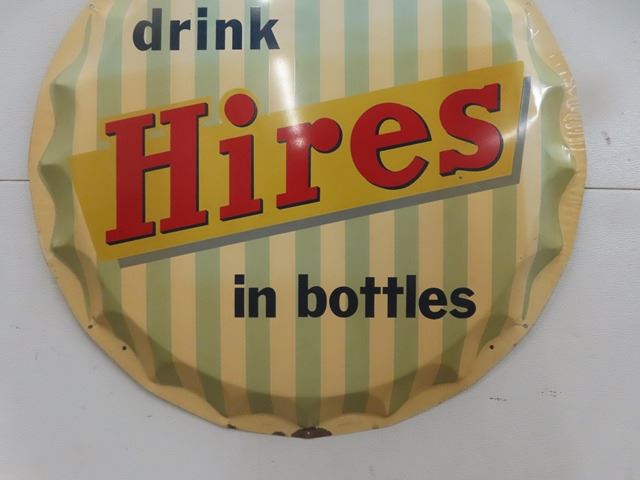 drink
Hires
in bottles